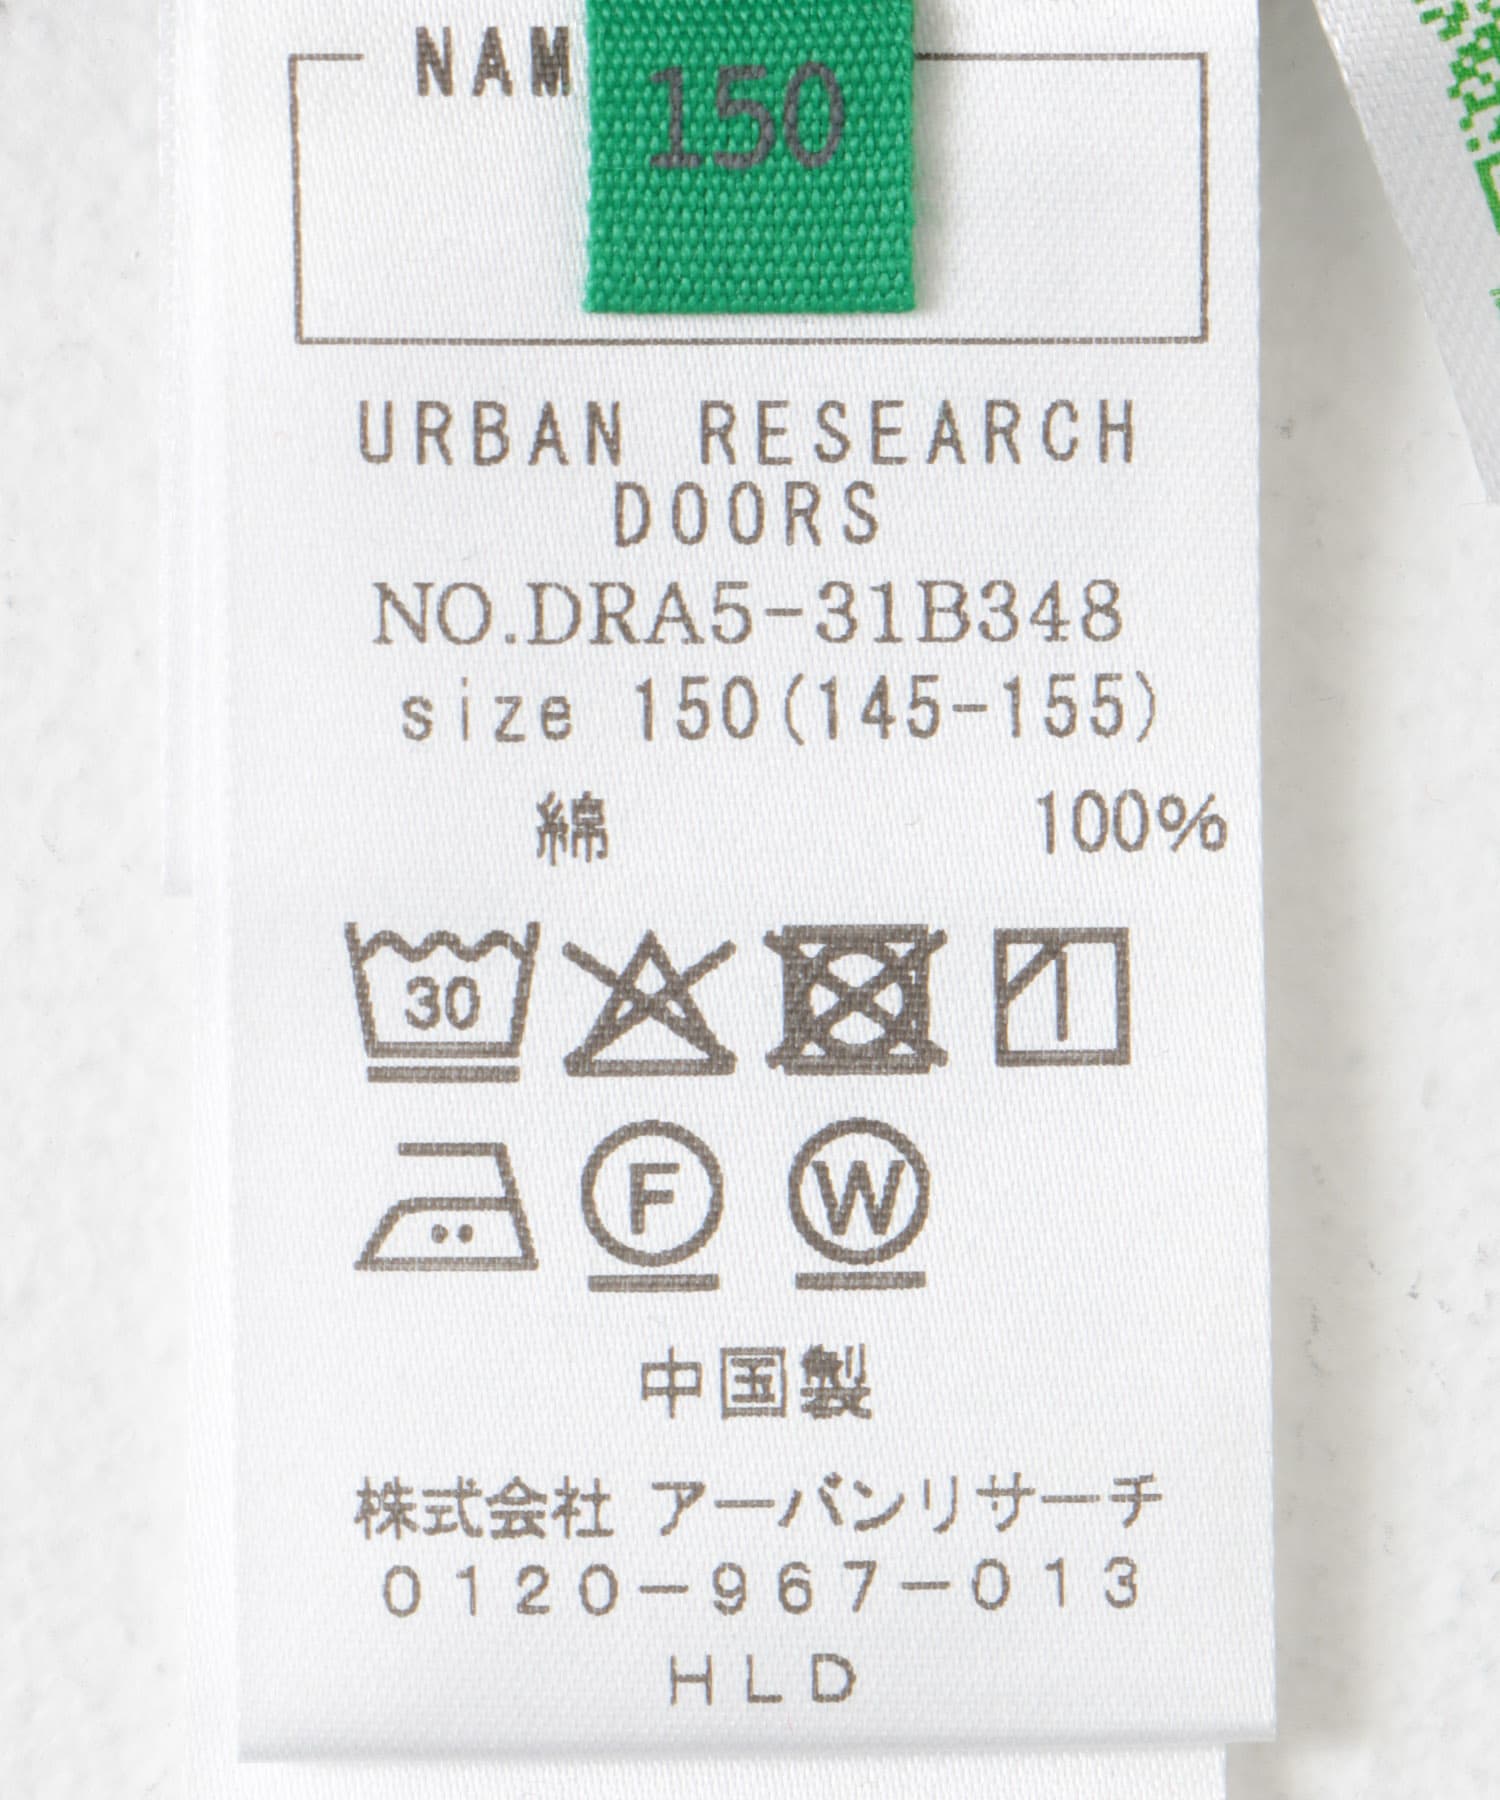 NAM
150
URBAN RESEARCH
DOORS
NO.DRA5-31B348
size 150(145-155)
綿 100%
30
F W
中国製
株式会社 アーバンリサーチ
0120-967-013
HLD